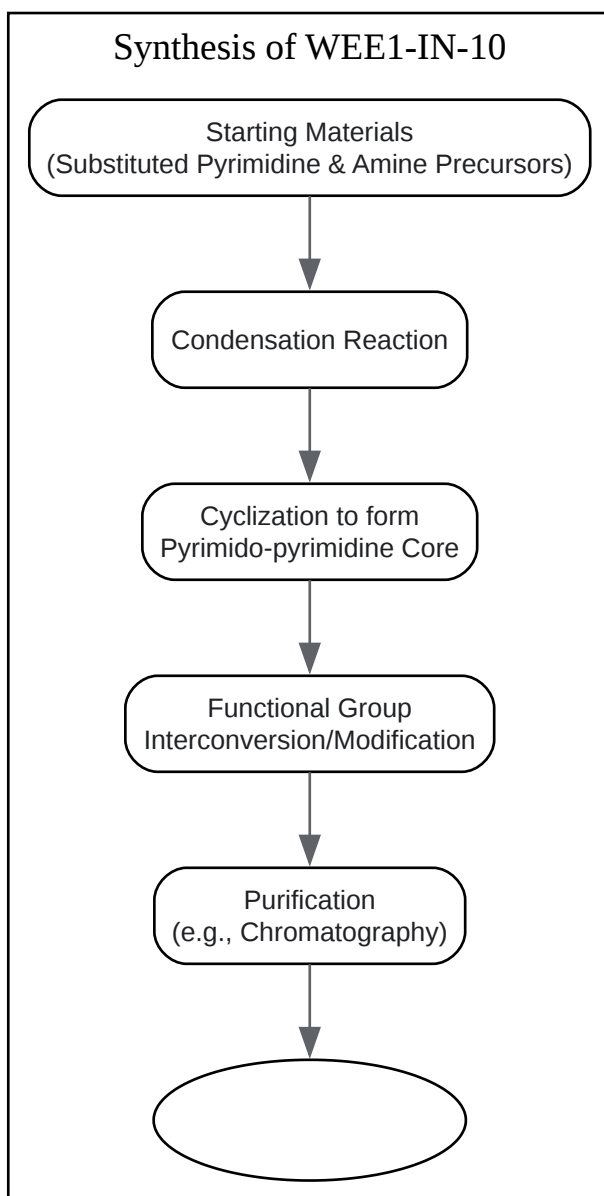 Synthesis of WEE1-IN-10
Starting Materials
(Substituted Pyrimidine & Amine Precursors)
Condensation Reaction
Cyclization to form
Pyrimido-pyrimidine Core
Functional Group
Interconversion/Modification
Purification
(e.g., Chromatography)